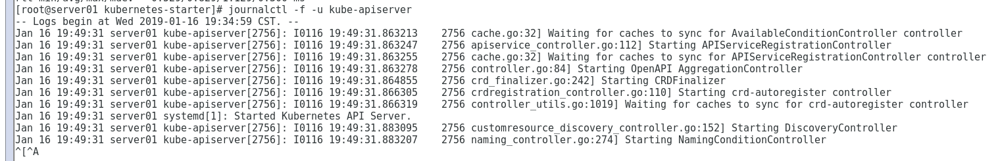 [root@server01 kubernetes-starter]# journalctl -f -u kube-apiserver
-- Logs begin at Wed 2019-01-16 19:34:59 CST. --
Jan 16 19:49:31 server01 kube-apiserver[2756]: I0116 19:49:31.863213    2756 cache.go:32] Waiting for caches to sync for AvailableConditionController controller
Jan 16 19:49:31 server01 kube-apiserver[2756]: I0116 19:49:31.863247    2756 apiservice_controller.go:112] Starting APIServiceRegistrationController
Jan 16 19:49:31 server01 kube-apiserver[2756]: I0116 19:49:31.863255    2756 cache.go:32] Waiting for caches to sync for APIServiceRegistrationController controller
Jan 16 19:49:31 server01 kube-apiserver[2756]: I0116 19:49:31.863278    2756 controller.go:84] Starting OpenAPI AggregationController
Jan 16 19:49:31 server01 kube-apiserver[2756]: I0116 19:49:31.864855    2756 crd_finalizer.go:242] Starting CRDFinalizer
Jan 16 19:49:31 server01 kube-apiserver[2756]: I0116 19:49:31.866305    2756 crdregistration_controller.go:110] Starting crd-autoregister controller
Jan 16 19:49:31 server01 kube-apiserver[2756]: I0116 19:49:31.866319    2756 controller_utils.go:1019] Waiting for caches to sync for crd-autoregister controller
Jan 16 19:49:31 server01 systemd[1]: Started Kubernetes API Server.
Jan 16 19:49:31 server01 kube-apiserver[2756]: I0116 19:49:31.883095    2756 customresource_discovery_controller.go:152] Starting DiscoveryController
Jan 16 19:49:31 server01 kube-apiserver[2756]: I0116 19:49:31.883207    2756 naming_controller.go:274] Starting NamingConditionController
^[^A